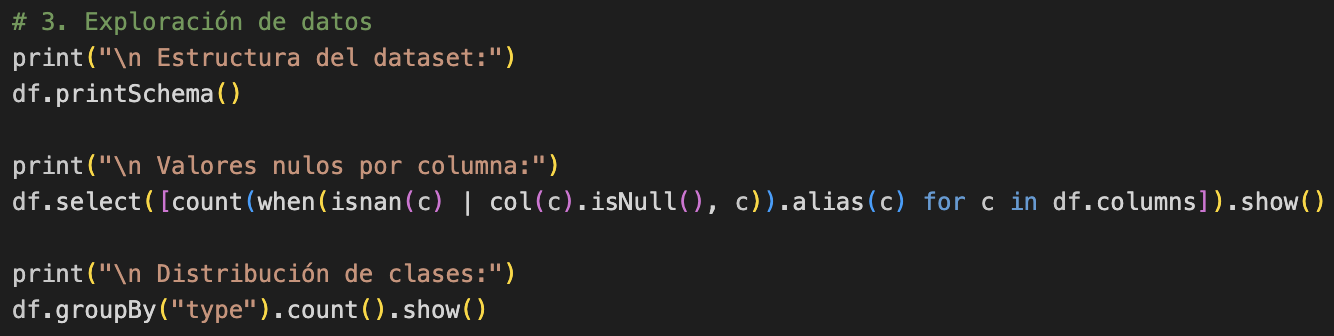 # 3. Exploración de datos
print("\n Estructura del dataset:")
df.printSchema()
print("\n Valores nulos por columna:")
df.select([count(when(isnan(c) | col(c).isNull(), c)).alias(c) for c in df.columns]).show()
print("\n Distribución de clases:")
df.groupBy("type").count().show()